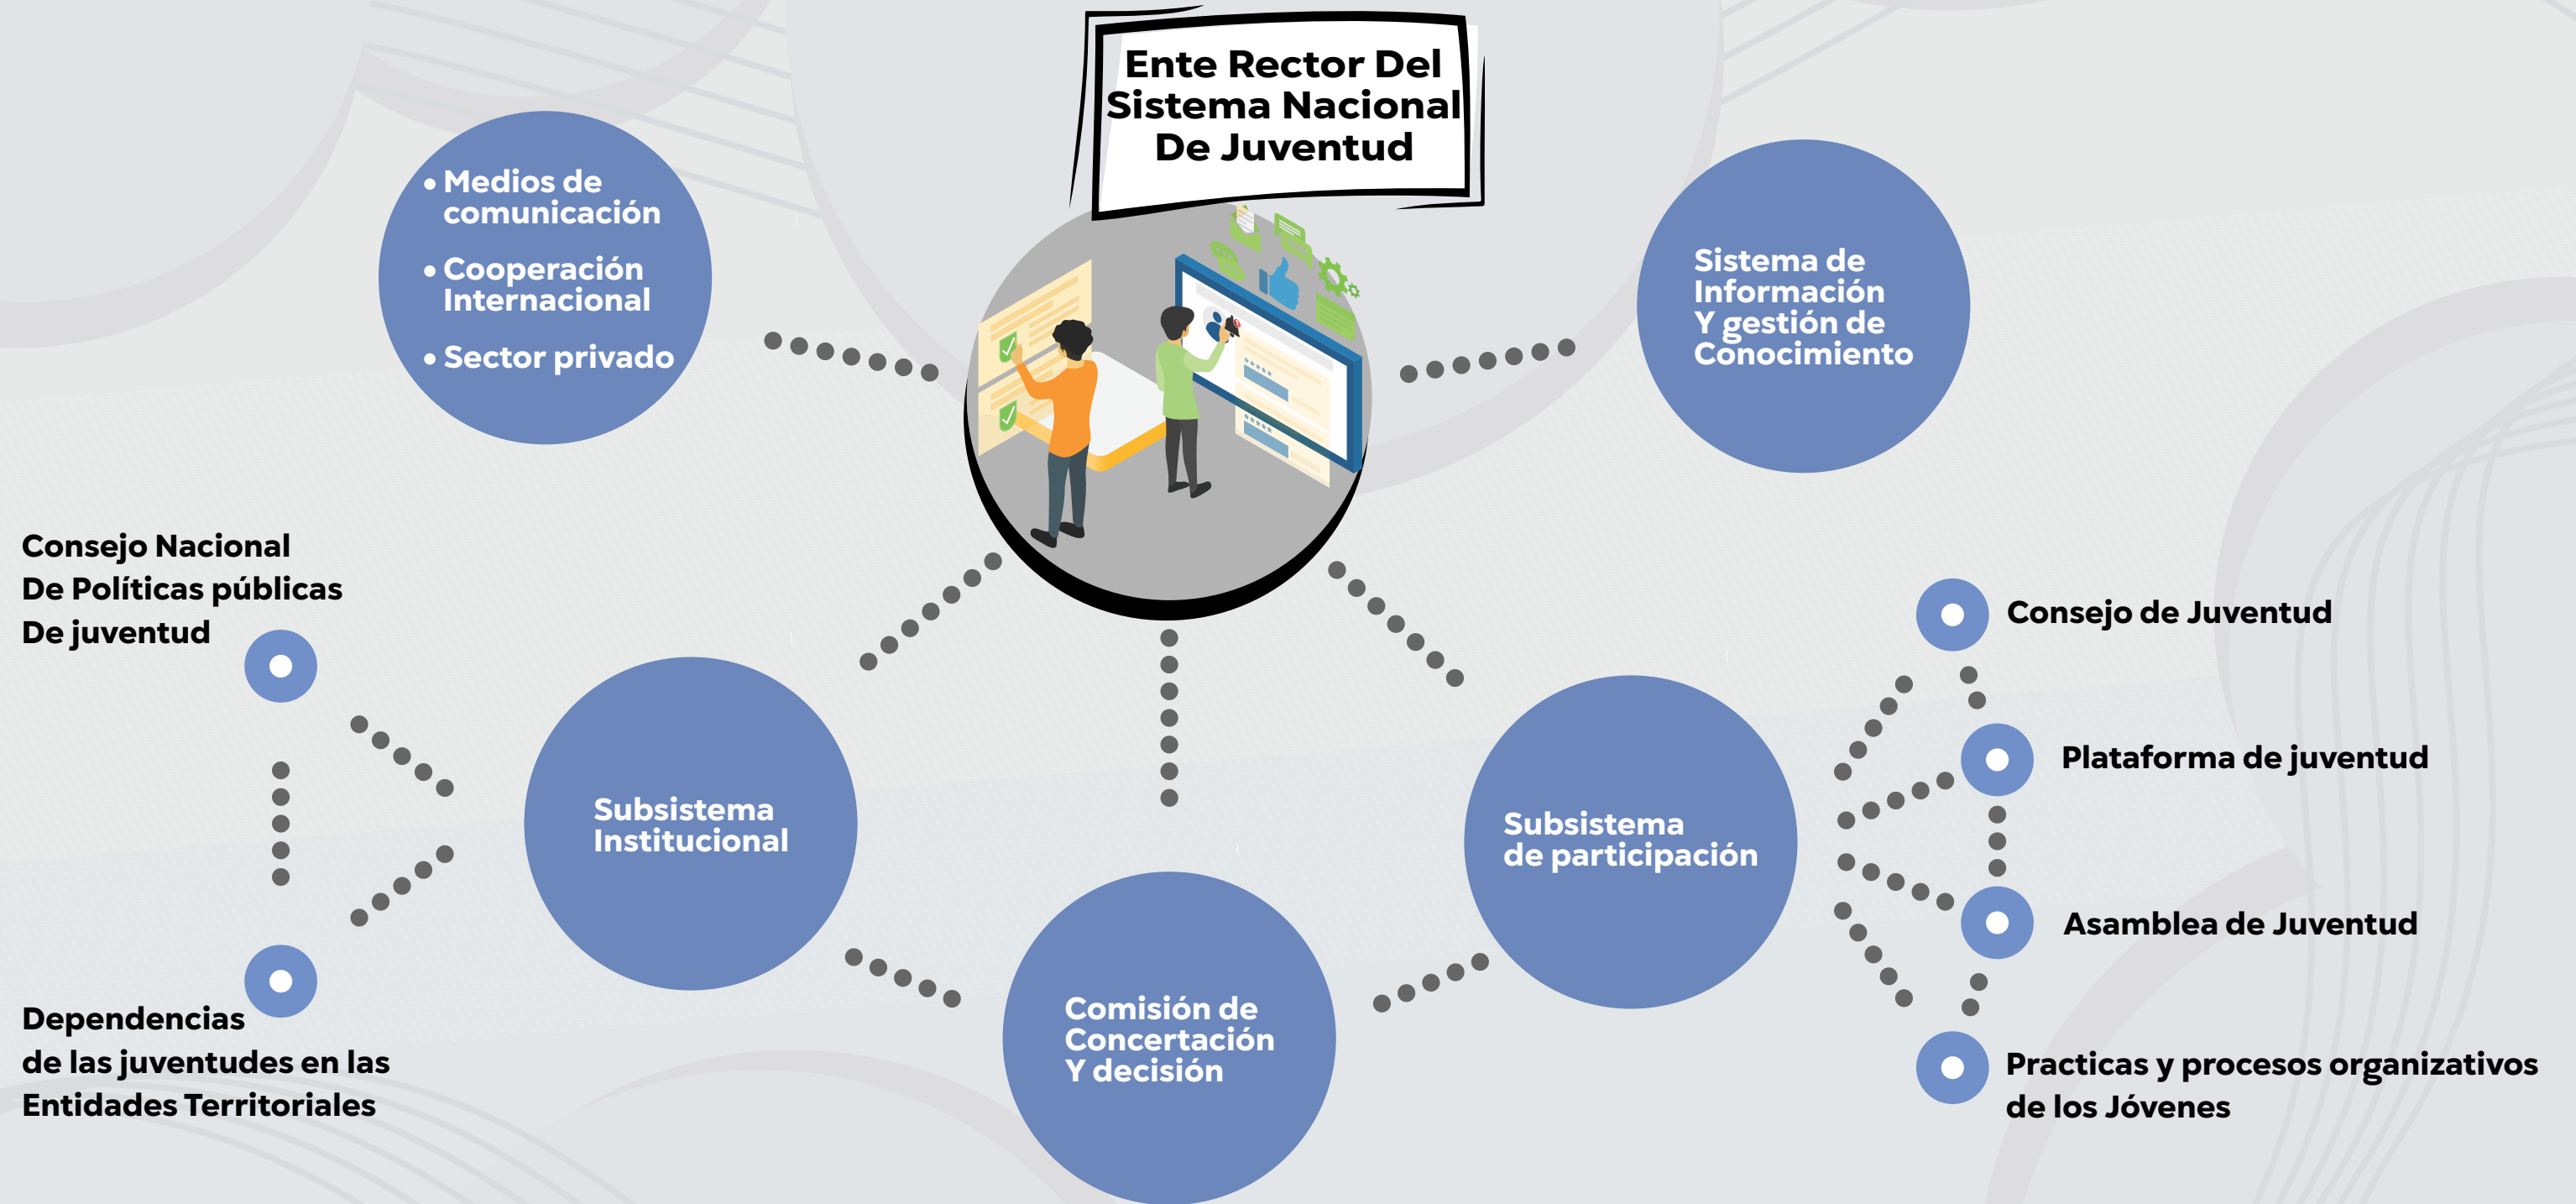 Ente Rector Del
Sistema Nacional
De Juventud
• Medios de
comunicación
• Cooperación
Internacional
• Sector privado
Sistema de
Información
Y gestión de
Conocimiento
Consejo Nacional
De Políticas públicas
De juventud
Dependencias
de las juventudes en las
Entidades Territoriales
Subsistema
Institucional
Comisión de
Concertación
Y decisión
Subsistema
de participación
Consejo de Juventud
Plataforma de juventud
Asamblea de Juventud
Practicas y procesos organizativos
de los Jóvenes